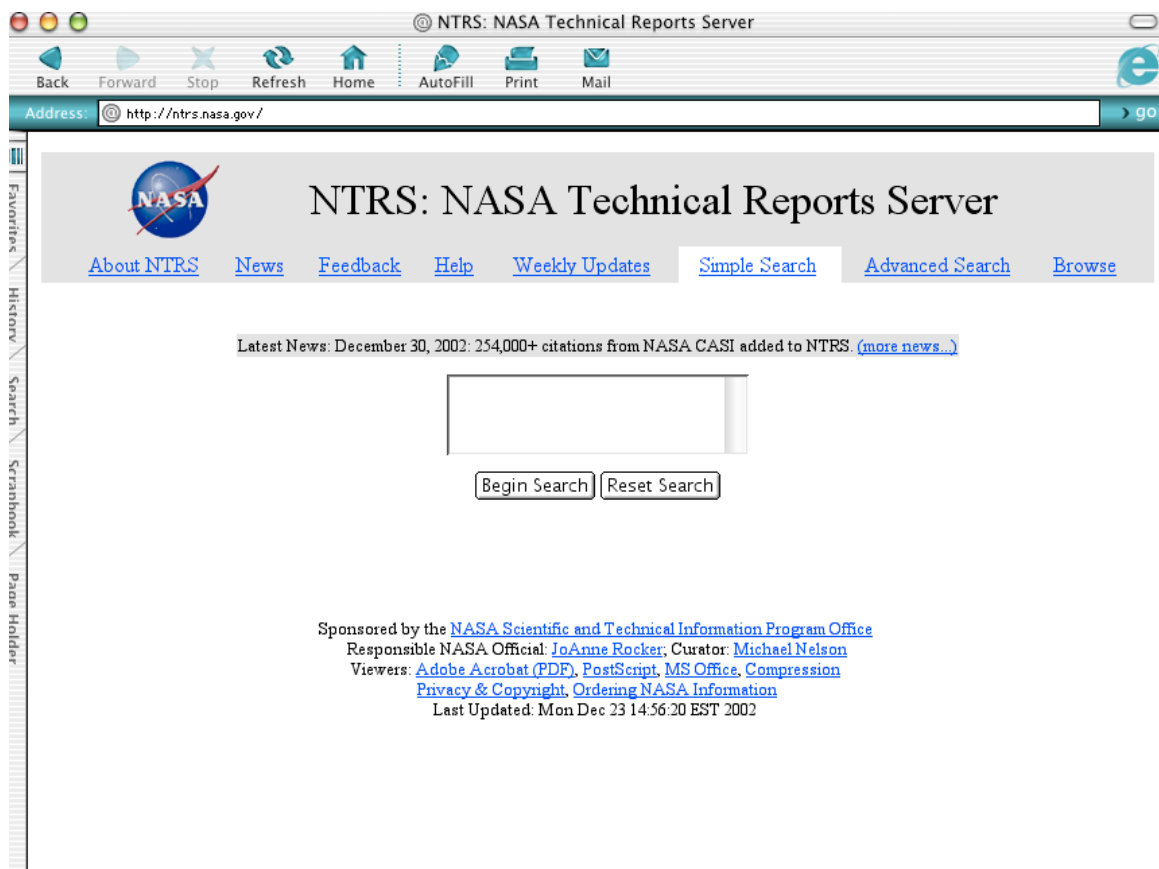 NTRS: NASA Technical Reports Server
Back Forward Stop Refresh Home AutoFill Print Mail
Address: http://ntrs.nasa.gov/ go
Favorites
History
Search
Scrapbook
Page Holder
NASA
NTRS: NASA Technical Reports Server
About NTRS News Feedback Help Weekly Updates Simple Search Advanced Search Browse
Latest News: December 30, 2002: 254,000+ citations from NASA CASI added to NTRS. (more news...)
Begin Search Reset Search
Sponsored by the NASA Scientific and Technical Information Program Office
Responsible NASA Official: JoAnne Rocker; Curator: Michael Nelson
Viewers: Adobe Acrobat (PDF), PostScript, MS Office, Compression
Privacy & Copyright, Ordering NASA Information
Last Updated: Mon Dec 23 14:56:20 EST 2002